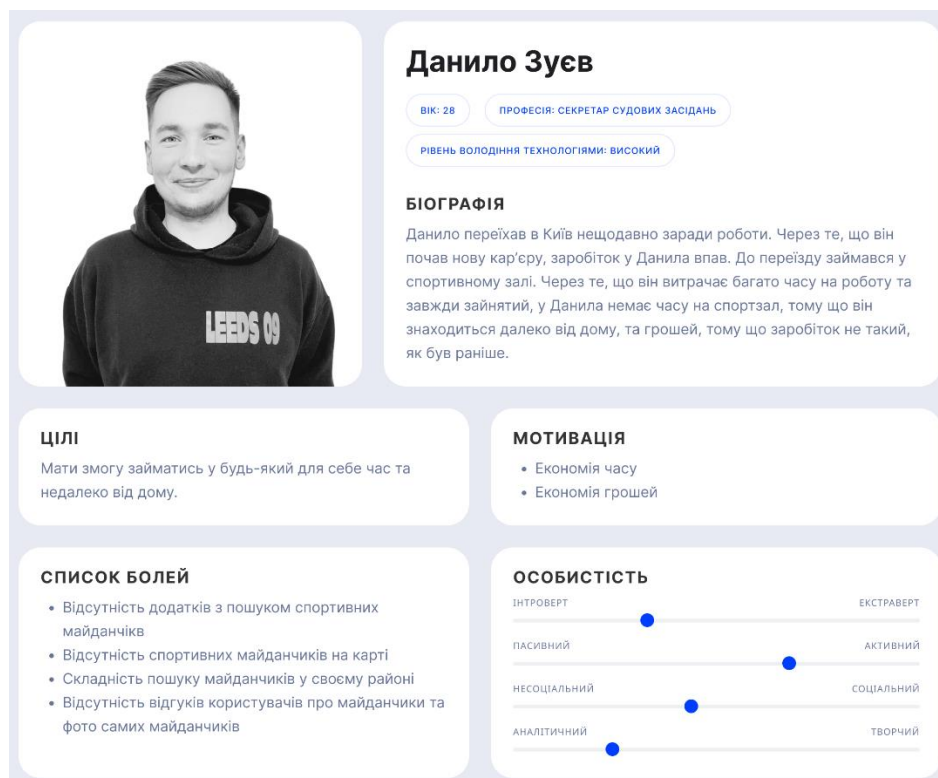 Данило Зуєв
ВІК: 28
ПРОФЕСІЯ: СЕКРЕТАР СУДОВИХ ЗАСІДАНЬ
РІВЕНЬ ВОЛОДІННЯ ТЕХНОЛОГІЯМИ: ВИСОКИЙ
БІОГРАФІЯ
Данило переїхав в Київ нещодавно заради роботи. Через те, що він
почав нову кар’єру, заробіток у Данила впав. До переїзду займався у
спортивному залі. Через те, що він витрачає багато часу на роботу та
завжди зайнятий, у Данила немає часу на спортзал, тому що він
знаходиться далеко від дому, та грошей, тому що заробіток не такий,
як був раніше.
LEEDS 09
ЦІЛІ
Мати змогу займатись у будь-який для себе час та
недалеко від дому.
МОТИВАЦІЯ
• Економія часу
• Економія грошей
СПИСОК БОЛЕЙ
• Відсутність додатків з пошуком спортивних
майданчікв
• Відсутність спортивних майданчиків на карті
• Складність пошуку майданчиків у своєму районі
• Відсутність відгуків користувачів про майданчики та
фото самих майданчиків
ОСОБИСТІСТЬ
ІНТРОВЕРТ ЕКСТРАВЕРТ
ПАСИВНИЙ АКТИВНИЙ
НЕСОЦІАЛЬНИЙ СОЦІАЛЬНИЙ
АНАЛІТИЧНИЙ ТВОРЧИЙ